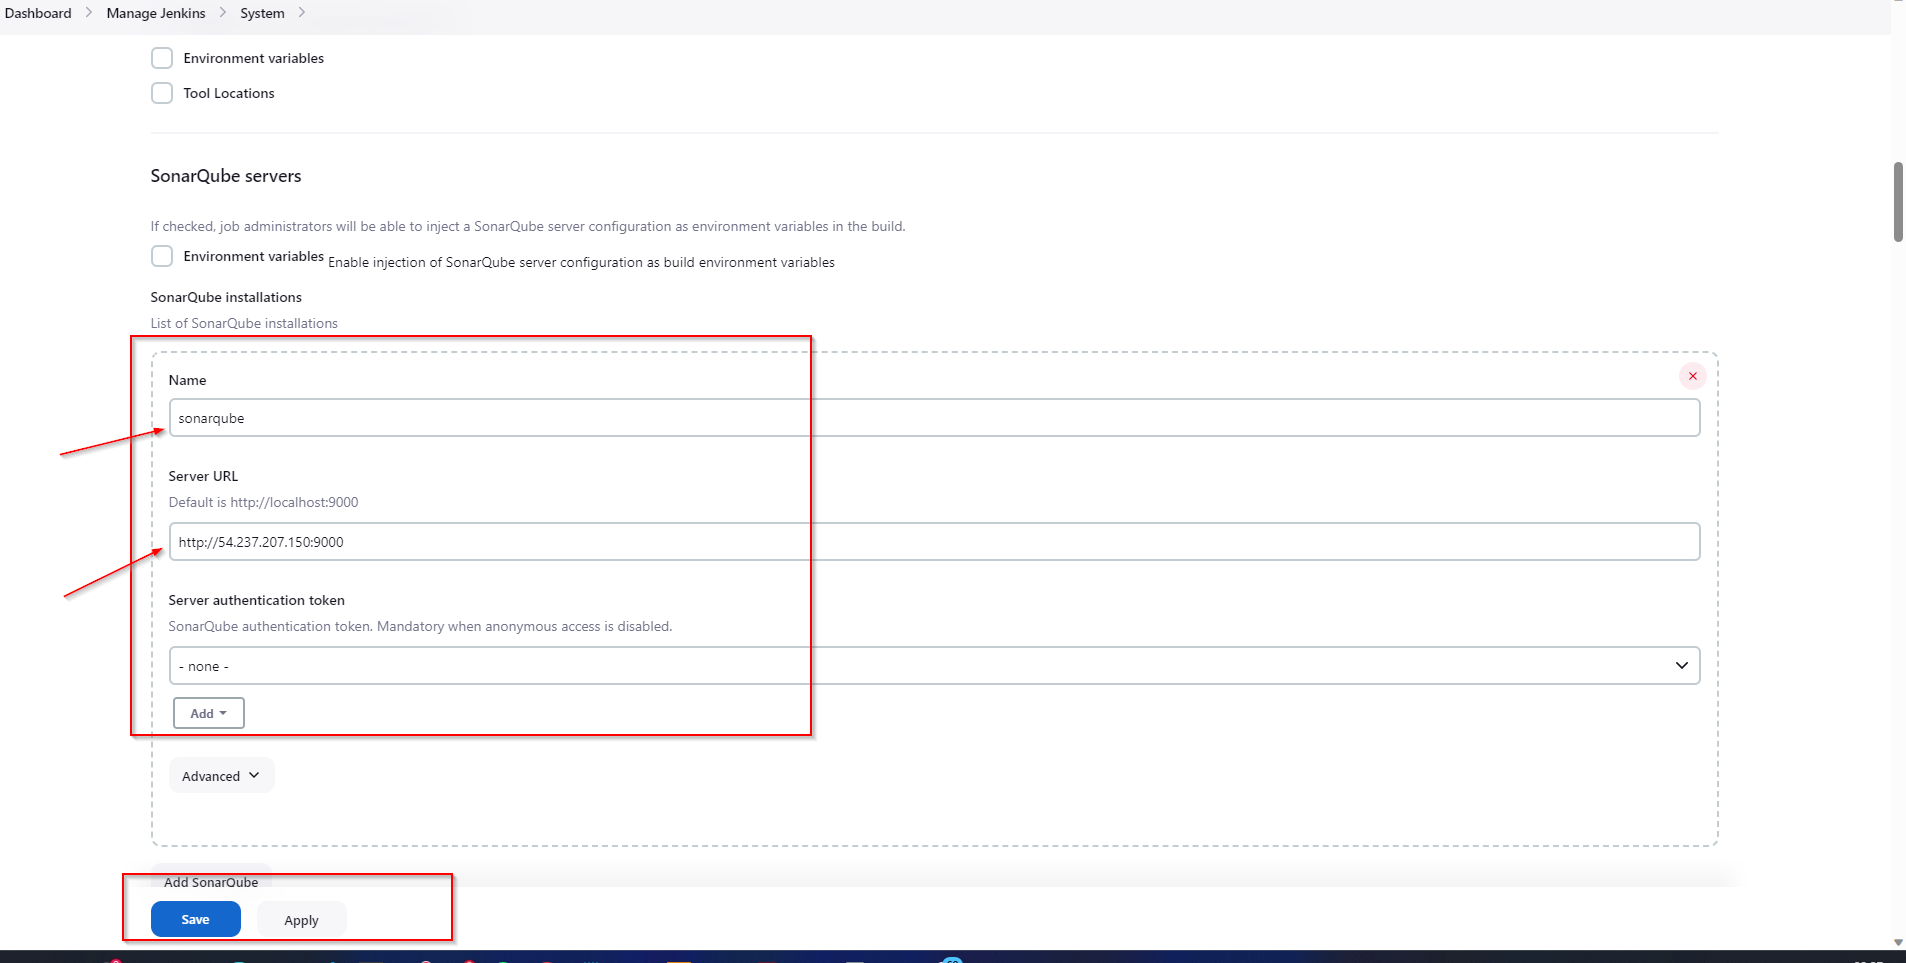 Dashboard > Manage Jenkins > System >
Environment variables
Tool Locations
SonarQube servers
If checked, job administrators will be able to inject a SonarQube server configuration as environment variables in the build.
Environment variables Enable injection of SonarQube server configuration as build environment variables
SonarQube installations
List of SonarQube installations
Name
sonarqube
Server URL
Default is http://localhost:9000
http://54.237.207.150:9000
Server authentication token
SonarQube authentication token. Mandatory when anonymous access is disabled.
- none -
Add
Advanced
Add SonarQube
Save Apply